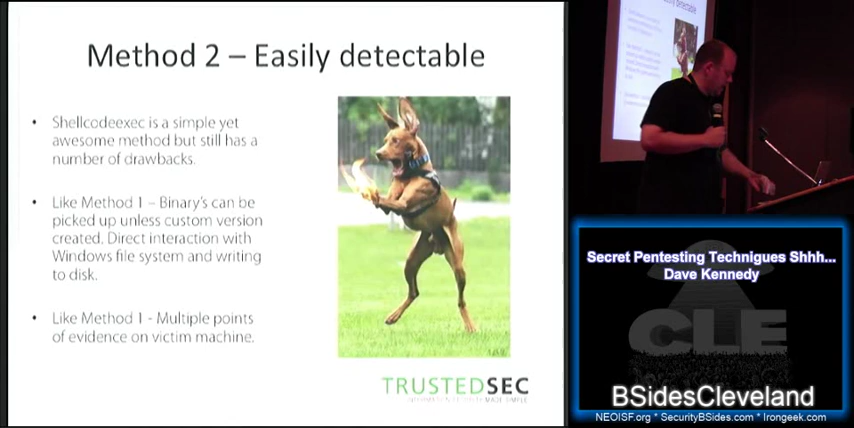 Method 2 – Easily detectable
• Shellcodeexec is a simple yet
awesome method but still has a
number of drawbacks.
• Like Method 1 – Binary's can be
picked up unless custom version
created. Direct interaction with
Windows file system and writing
to disk.
• Like Method 1 - Multiple points
of evidence on victim machine.
TRUSTEDSEC
MADE SIMPLE
Secret Pentesting Technigues Shhh...
Dave Kennedy
CLE
BSidesCleveland
NEOISF.org * SecurityBSides.com * Irongeek.com